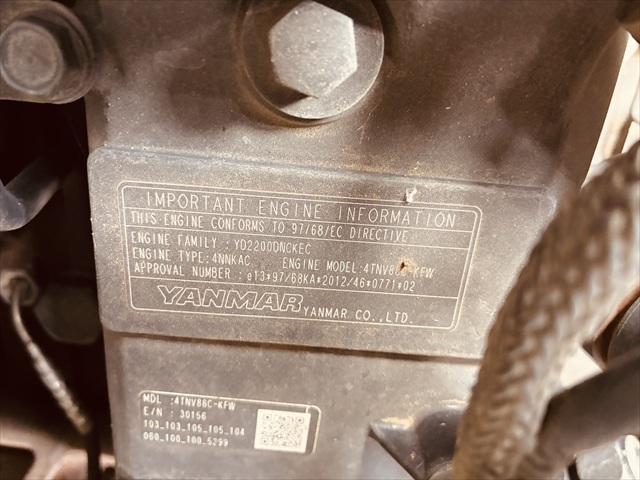 IMPORTANT ENGINE INFORMATION
THIS ENGINE CONFORMS TO 97/68/EC DIRECTIVE
ENGINE FAMILY : YD2200DNCKEC
ENGINE TYPE:4NNKAC ENGINE MODEL:4TNV86C-KFW
APPROVAL NUMBER : e13*97/68KA*2012/46*0771*02
YANMAR YANMAR CO.,LTD.
MDL :4TNV86C-KFW
E/N : 30156
103_103_105_105_104
060_100_100_5299